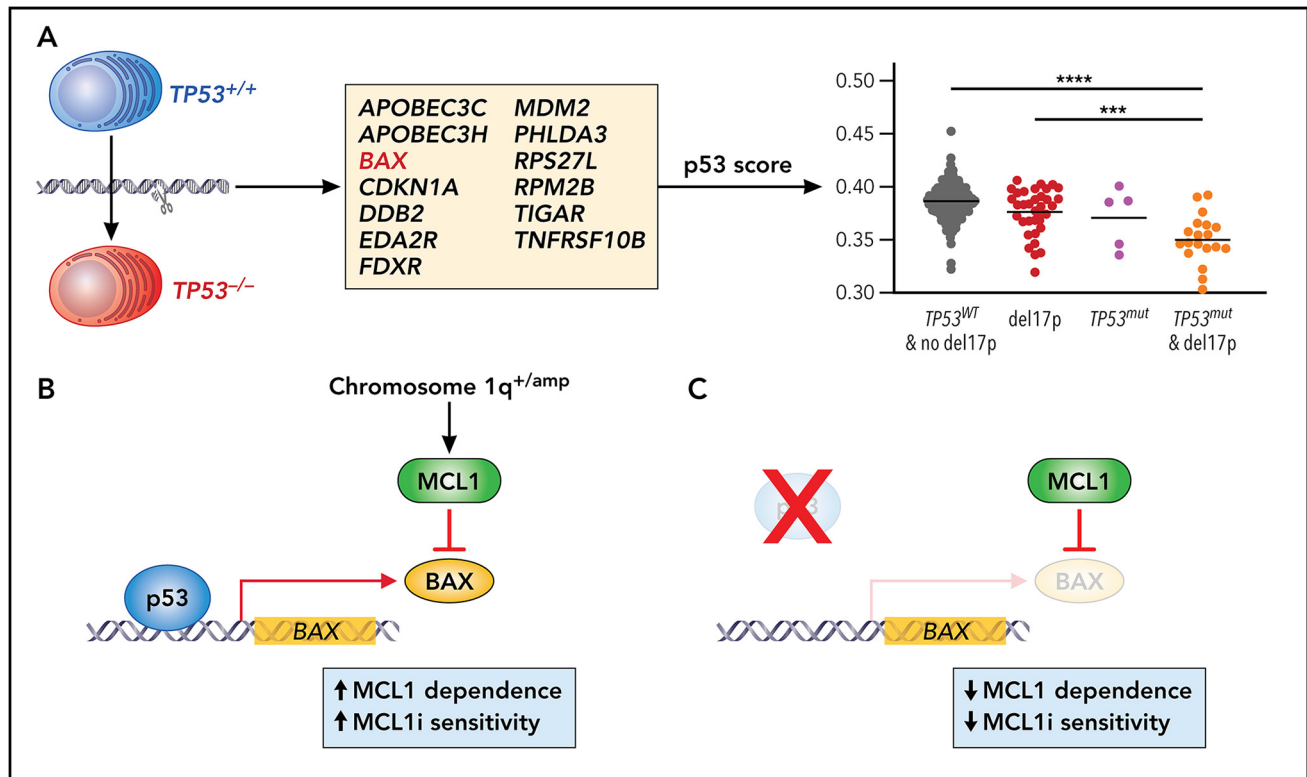 A
TP53+/+
TP53–/–
APOBEC3C
APOBEC3H
BAX
CDKN1A
DDB2
EDA2R
FDXR
MDM2
PHLDA3
RPS27L
RPM2B
TIGAR
TNFRSF10B
p53 score
0.50
0.45
0.40
0.35
0.30
****
***
TP53WT
& no del17p
del17p
TP53mut
TP53mut
& del17p
B
Chromosome 1q+/amp
MCL1
BAX
p53
BAX
↑ MCL1 dependence
↑ MCL1i sensitivity
C
p53
MCL1
BAX
BAX
↓ MCL1 dependence
↓ MCL1i sensitivity